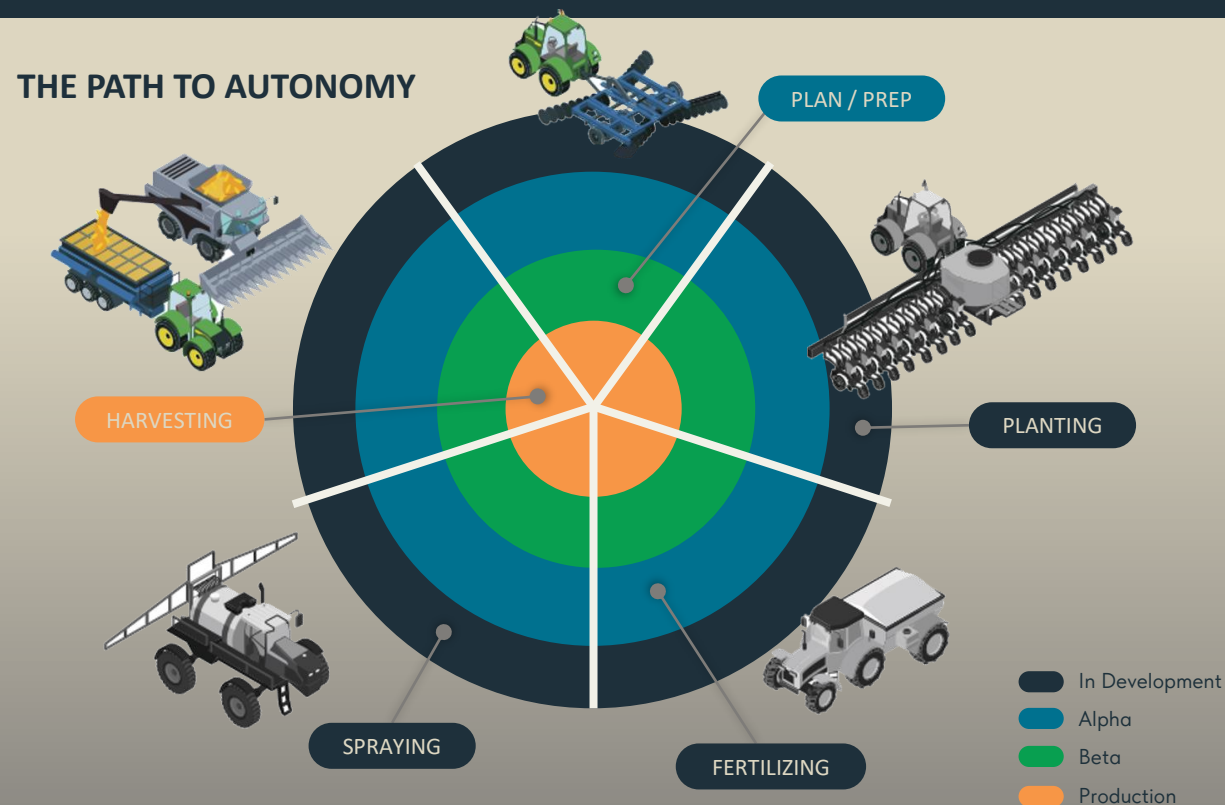 THE PATH TO AUTONOMY
PLAN / PREP
HARVESTING
PLANTING
SPRAYING
FERTILIZING
In Development
Alpha
Beta
Production